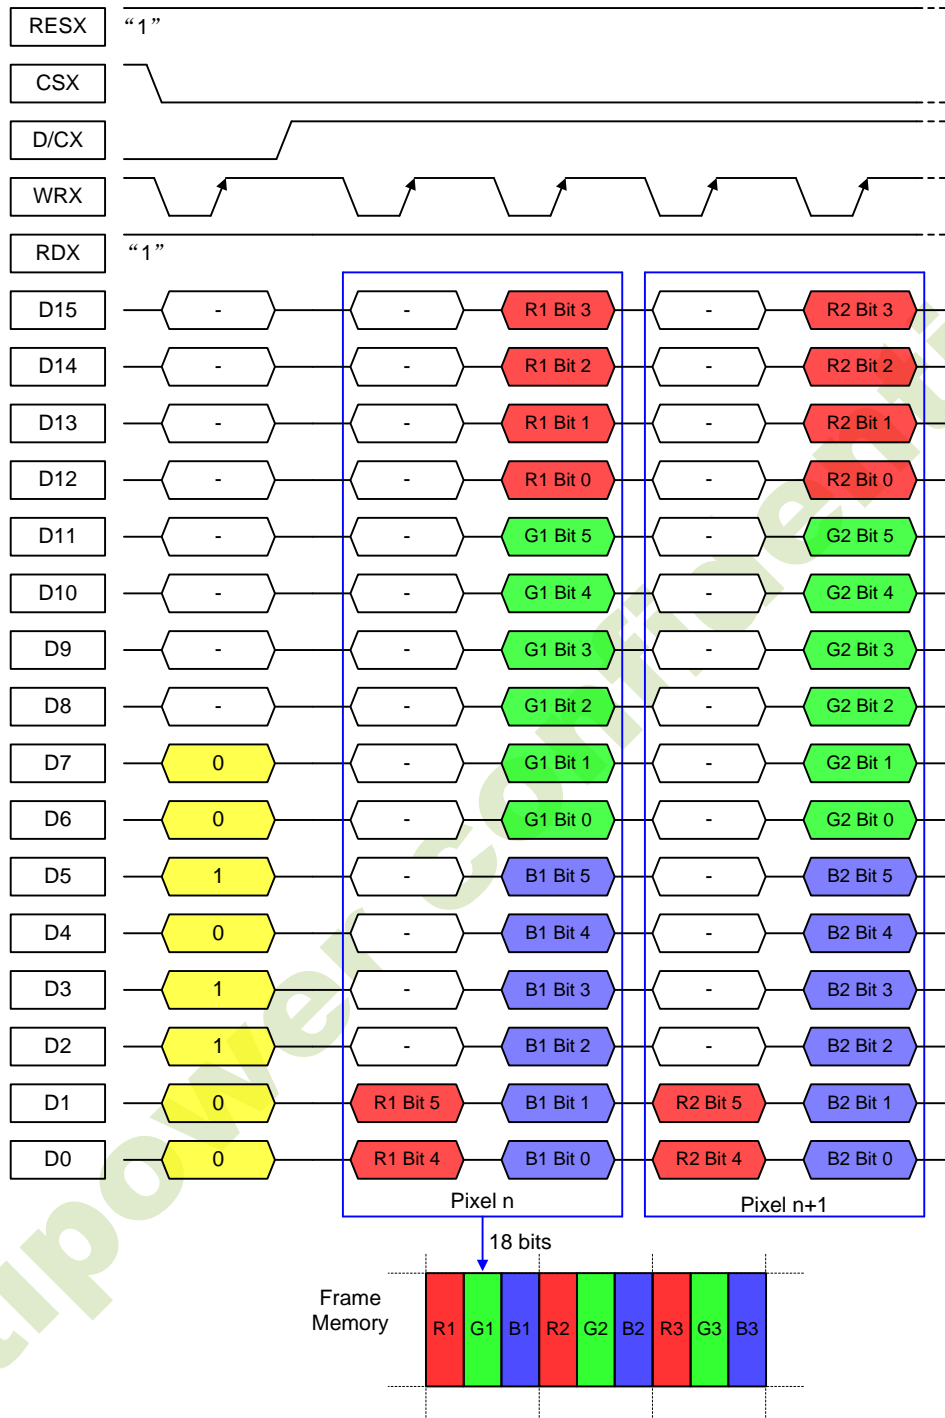 RESX “1”
CSX
D/CX
WRX
RDX “1”
D15 - - R1 Bit 3 - R2 Bit 3
D14 - - R1 Bit 2 - R2 Bit 2
D13 - - R1 Bit 1 - R2 Bit 1
D12 - - R1 Bit 0 - R2 Bit 0
D11 - - G1 Bit 5 - G2 Bit 5
D10 - - G1 Bit 4 - G2 Bit 4
D9 - - G1 Bit 3 - G2 Bit 3
D8 - - G1 Bit 2 - G2 Bit 2
D7 0 - G1 Bit 1 - G2 Bit 1
D6 0 - G1 Bit 0 - G2 Bit 0
D5 1 - B1 Bit 5 - B2 Bit 5
D4 0 - B1 Bit 4 - B2 Bit 4
D3 1 - B1 Bit 3 - B2 Bit 3
D2 1 - B1 Bit 2 - B2 Bit 2
D1 0 R1 Bit 5 B1 Bit 1 R2 Bit 5 B2 Bit 1
D0 0 R1 Bit 4 B1 Bit 0 R2 Bit 4 B2 Bit 0
Pixel n Pixel n+1
18 bits
Frame
Memory
R1 G1 B1 R2 G2 B2 R3 G3 B3